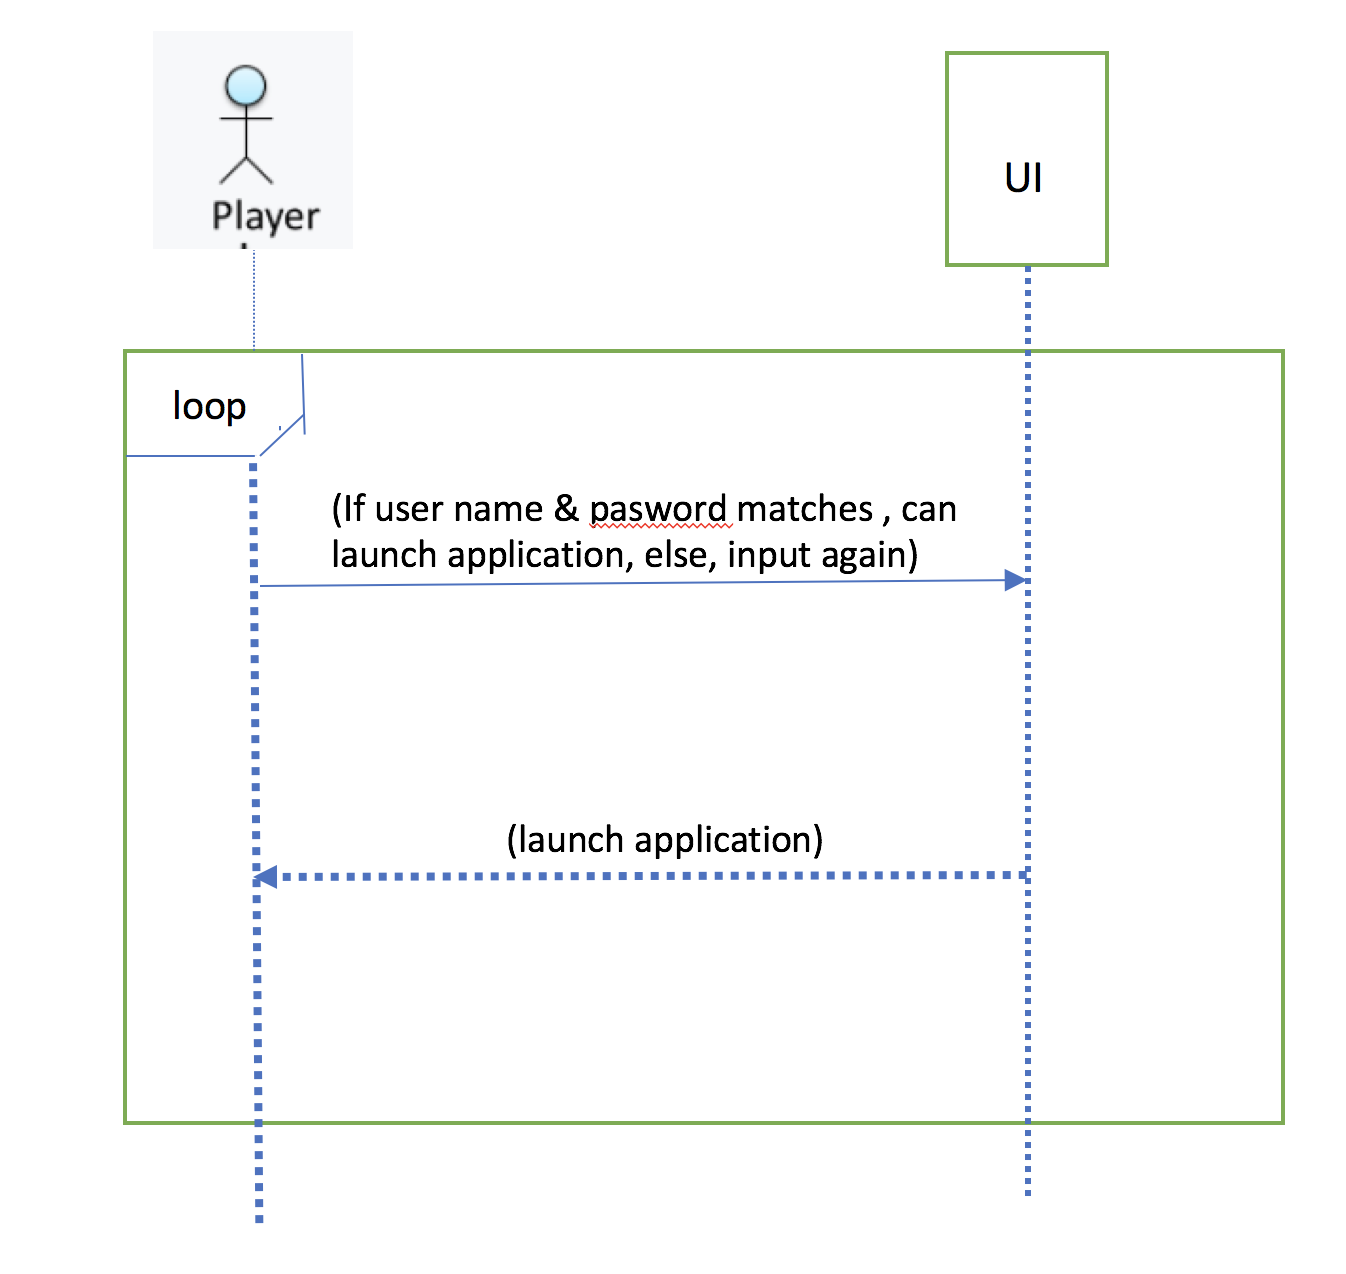 Player
UI
loop
(If user name & pasword matches , can
launch application, else, input again)
(launch application)